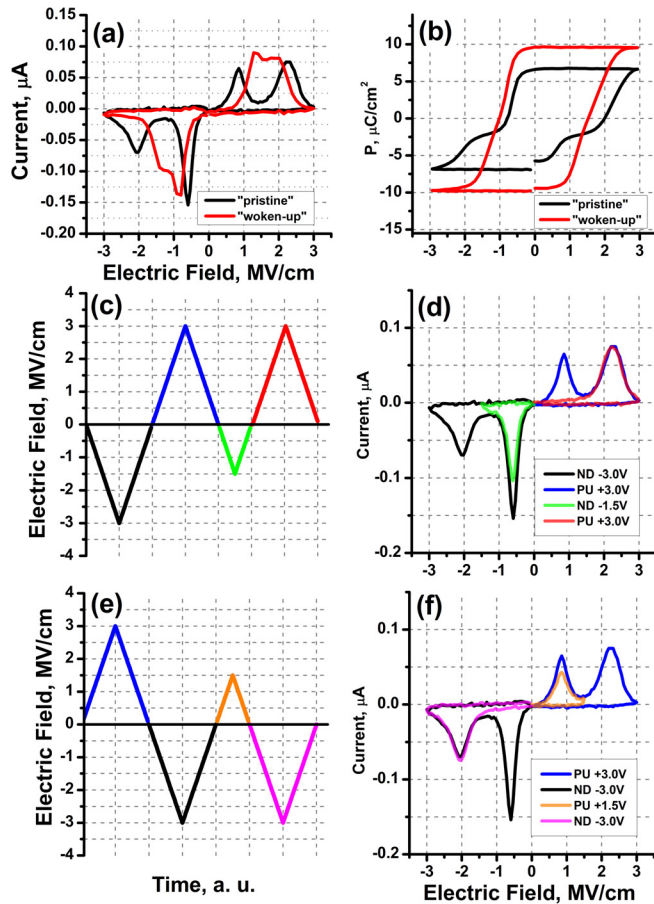 (a)
0.15
0.10
0.05
0.00
-0.05
-0.10
-0.15
-0.20
Current, µA
"pristine"
"woken-up"
-3 -2 -1 0 1 2 3
Electric Field, MV/cm
(b)
10
5
0
-5
-10
-15
P, µC/cm²
"pristine"
"woken-up"
-3 -2 -1 0 1 2 3
(c)
4
3
2
1
0
-1
-2
-3
-4
Electric Field, MV/cm
(d)
0.1
0.0
-0.1
-0.2
Current, µA
ND -3.0V
PU +3.0V
ND -1.5V
PU +3.0V
-3 -2 -1 0 1 2 3
(e)
4
3
2
1
0
-1
-2
-3
-4
Electric Field, MV/cm
Time, a. u.
(f)
0.1
0.0
-0.1
-0.2
Current, µA
PU +3.0V
ND -3.0V
PU +1.5V
ND -3.0V
-3 -2 -1 0 1 2 3
Electric Field, MV/cm